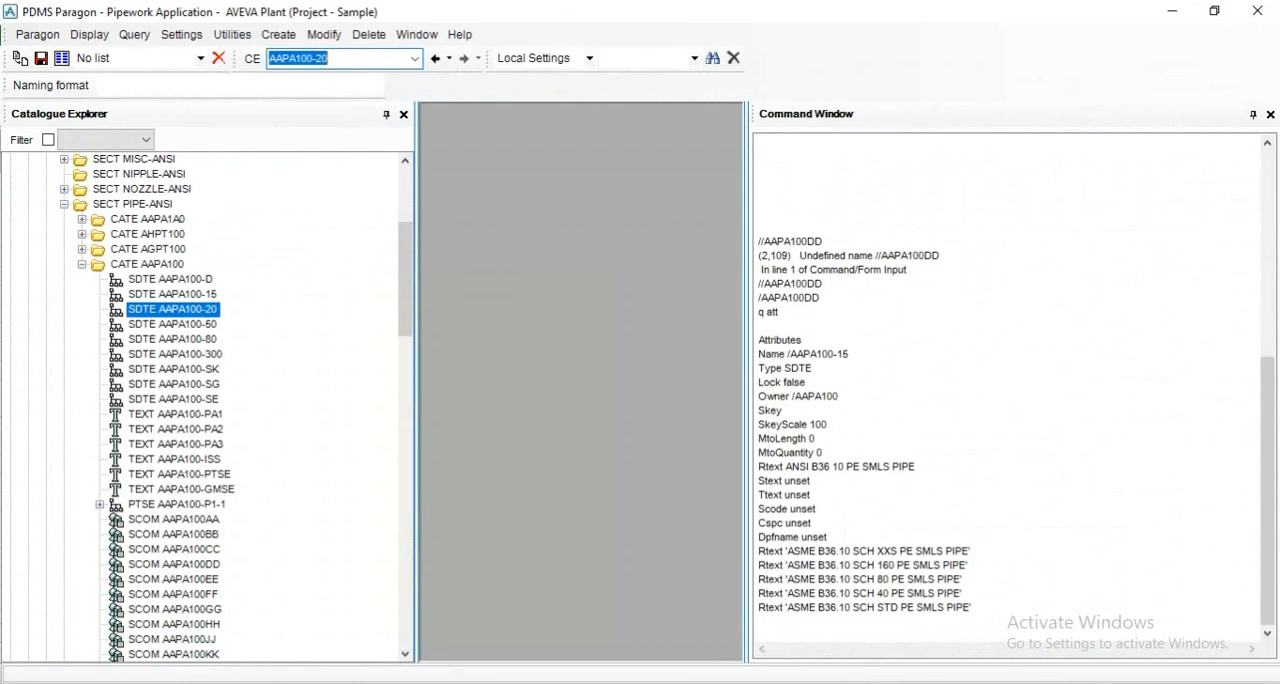 PDMS Paragon - Pipework Application - AVEVA Plant (Project - Sample)
Paragon Display Query Settings Utilities Create Modify Delete Window Help
No list CE AAPA100-20 Local Settings
Naming format
Catalogue Explorer
Filter
SECT MISC-ANSI
SECT NIPPLE-ANSI
SECT NOZZLE-ANSI
SECT PIPE-ANSI
CATE AAPA1A0
CATE AHPT100
CATE AGPT100
CATE AAPA100
SDTE AAPA100-D
SDTE AAPA100-15
SDTE AAPA100-20
SDTE AAPA100-50
SDTE AAPA100-80
SDTE AAPA100-300
SDTE AAPA100-SK
SDTE AAPA100-SG
SDTE AAPA100-SE
TEXT AAPA100-PA1
TEXT AAPA100-PA2
TEXT AAPA100-PA3
TEXT AAPA100-ISS
TEXT AAPA100-PTSE
TEXT AAPA100-GMSE
PTSE AAPA100-P1-1
SCOM AAPA100AA
SCOM AAPA100BB
SCOM AAPA100CC
SCOM AAPA100DD
SCOM AAPA100EE
SCOM AAPA100FF
SCOM AAPA100GG
SCOM AAPA100HH
SCOM AAPA100JJ
SCOM AAPA100KK
Command Window
//AAPA100DD
(2,109) Undefined name //AAPA100DD
In line 1 of Command/Form Input
//AAPA100DD
/AAPA100DD
q att
Attributes
Name /AAPA100-15
Type SDTE
Lock false
Owner /AAPA100
Skey
SkeyScale 100
MtoLength 0
MtoQuantity 0
Rtext ANSI B36 10 PE SMLS PIPE
Stext unset
Ttext unset
Scode unset
Cspc unset
Dpfname unset
Rtext 'ASME B36.10 SCH XXS PE SMLS PIPE'
Rtext 'ASME B36.10 SCH 160 PE SMLS PIPE'
Rtext 'ASME B36.10 SCH 80 PE SMLS PIPE'
Rtext 'ASME B36.10 SCH 40 PE SMLS PIPE'
Rtext 'ASME B36.10 SCH STD PE SMLS PIPE'
Activate Windows
Go to Settings to activate Windows.